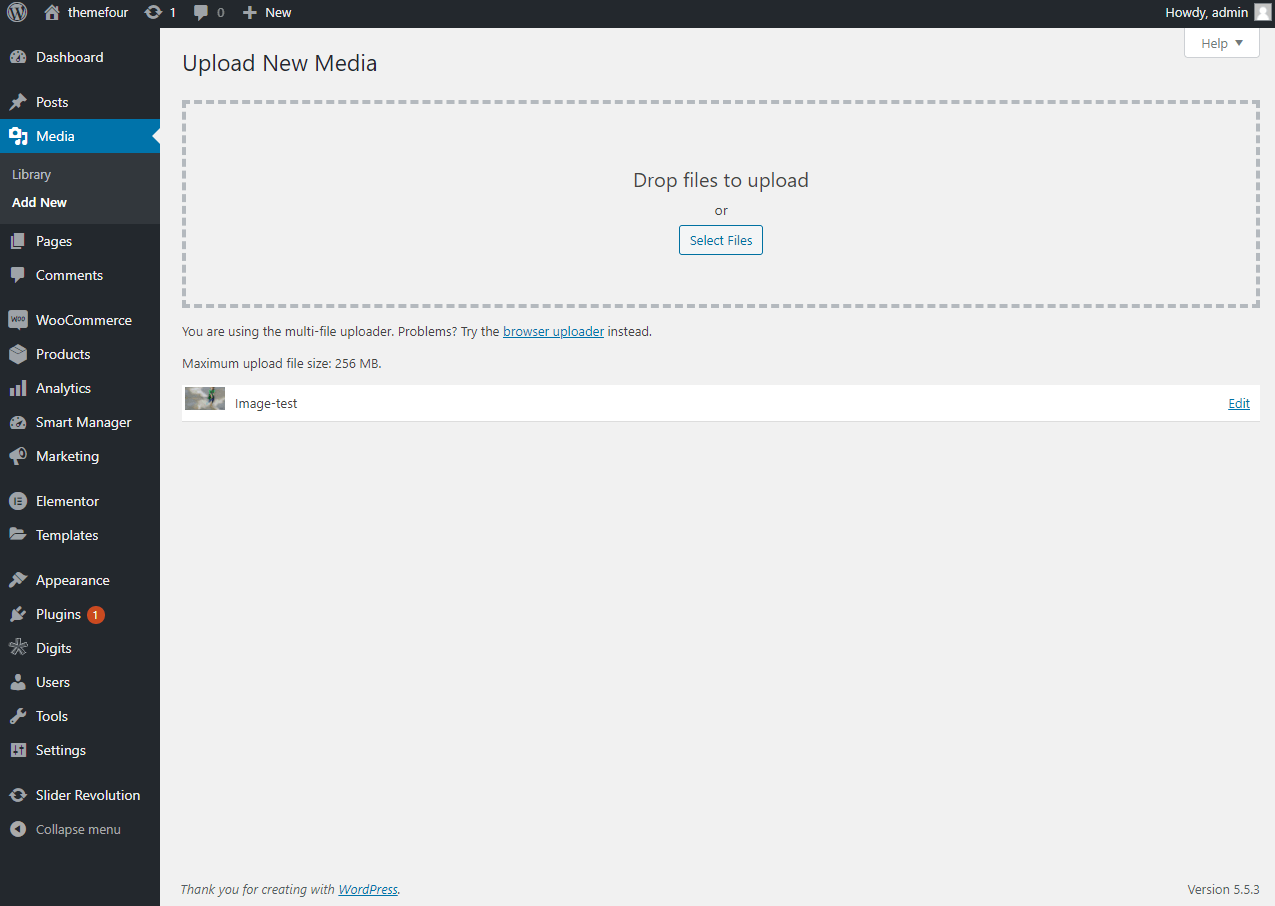 themefour 1 0 New Howdy, admin
Help
Upload New Media
Dashboard
Posts
Media
Library
Add New
Pages
Comments
WOO WooCommerce
Products
Analytics
Smart Manager
Marketing
Elementor
Templates
Appearance
Plugins 1
Digits
Users
Tools
Settings
Slider Revolution
Collapse menu
Drop files to upload
or
Select Files
You are using the multi-file uploader. Problems? Try the browser uploader instead.
Maximum upload file size: 256 MB.
Image-test Edit
Thank you for creating with WordPress. Version 5.5.3